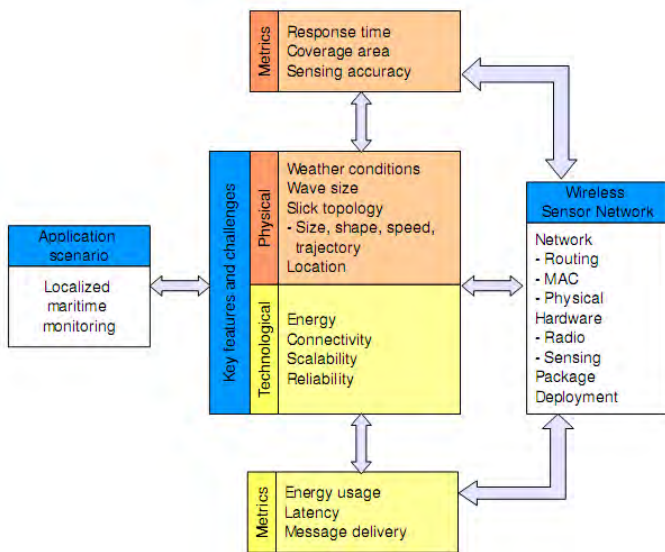 Metrics
Response time
Coverage area
Sensing accuracy
Application
scenario
Localized
maritime
monitoring
Key features and challenges
Physical
Weather conditions
Wave size
Slick topology
- Size, shape, speed,
trajectory
Location
Technological
Energy
Connectivity
Scalability
Reliability
Wireless
Sensor Network
Network
- Routing
- MAC
- Physical
Hardware
- Radio
- Sensing
Package
Deployment
Metrics
Energy usage
Latency
Message delivery